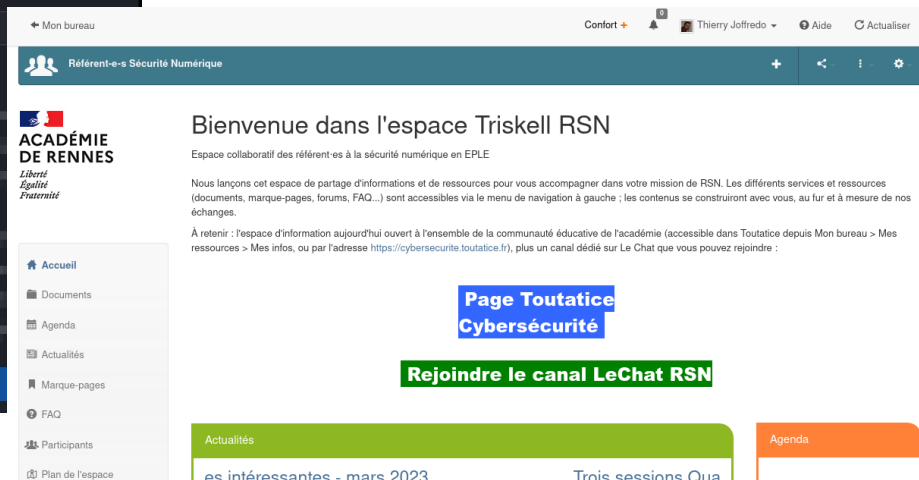 Mon bureau
Confort +
0
Thierry Joffredo
Aide
Actualiser
Référent-e-s Sécurité Numérique
ACADÉMIE
DE RENNES
Liberté
Égalité
Fraternité
Bienvenue dans l'espace Triskell RSN
Espace collaboratif des référent·es à la sécurité numérique en EPLE
Nous lançons cet espace de partage d'informations et de ressources pour vous accompagner dans votre mission de RSN. Les différents services et ressources
(documents, marque-pages, forums, FAQ...) sont accessibles via le menu de navigation à gauche ; les contenus se construiront avec vous, au fur et à mesure de nos
échanges.
À retenir : l'espace d'information aujourd'hui ouvert à l'ensemble de la communauté éducative de l'académie (accessible dans Toutatice depuis Mon bureau > Mes
ressources > Mes infos, ou par l'adresse https://cybersecurite.toutatice.fr), plus un canal dédié sur Le Chat que vous pouvez rejoindre :
Page Toutatice
Cybersécurité
Rejoindre le canal LeChat RSN
Accueil
Documents
Agenda
Actualités
Marque-pages
FAQ
Participants
Plan de l'espace
Actualités
es intéressantes - mars 2023
Trois sessions Qua
Agenda